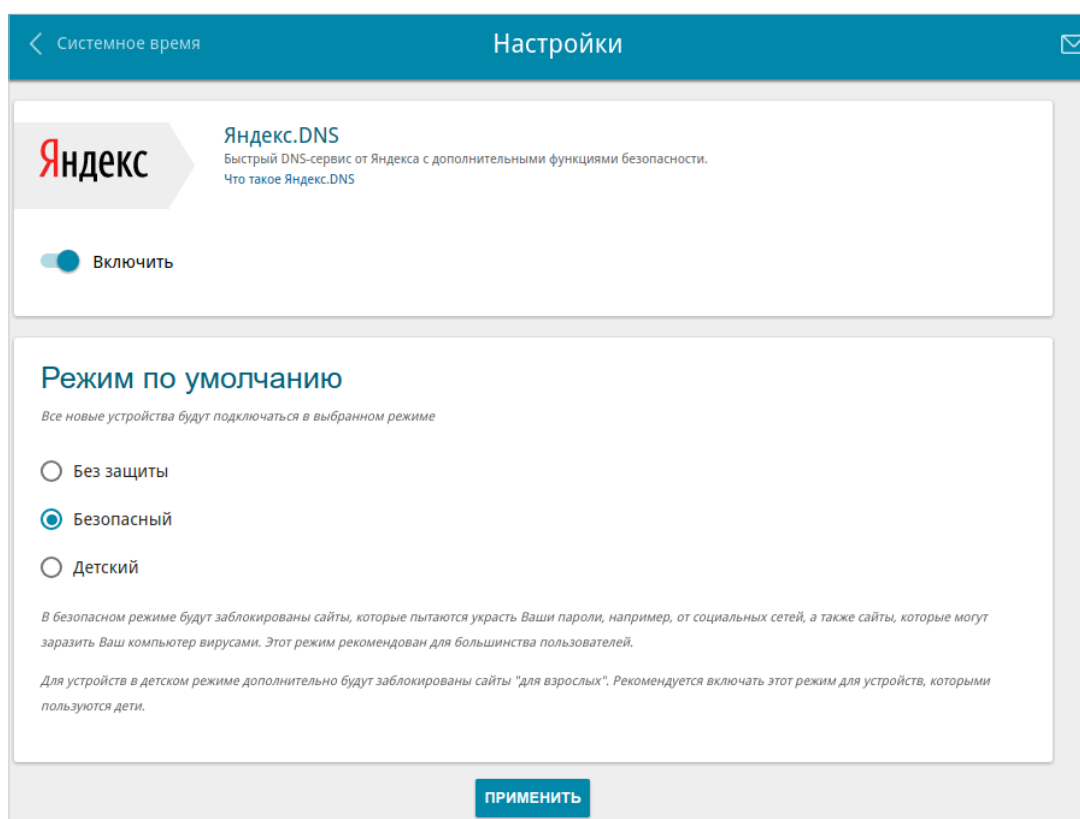 Системное время
Настройки
Яндекс
Яндекс.DNS
Быстрый DNS-сервис от Яндекса с дополнительными функциями безопасности.
Что такое Яндекс.DNS
Включить
Режим по умолчанию
Все новые устройства будут подключаться в выбранном режиме
Без защиты
Безопасный
Детский
В безопасном режиме будут заблокированы сайты, которые пытаются украсть Ваши пароли, например, от социальных сетей, а также сайты, которые могут
заразить Ваш компьютер вирусами. Этот режим рекомендован для большинства пользователей.
Для устройств в детском режиме дополнительно будут заблокированы сайты "для взрослых". Рекомендуется включать этот режим для устройств, которыми
пользуются дети.
ПРИМЕНИТЬ